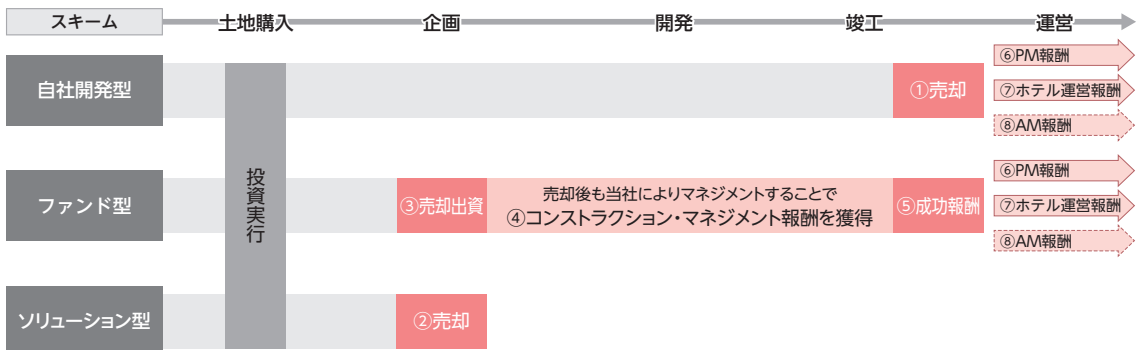 スキーム
土地購入
企画
開発
竣工
運営
自社開発型
①売却
⑥PM報酬
⑦ホテル運営報酬
⑧AM報酬
投資実行
ファンド型
③売却出資
売却後も当社によりマネジメントすることで
④コンストラクション・マネジメント報酬を獲得
⑤成功報酬
⑥PM報酬
⑦ホテル運営報酬
⑧AM報酬
ソリューション型
②売却